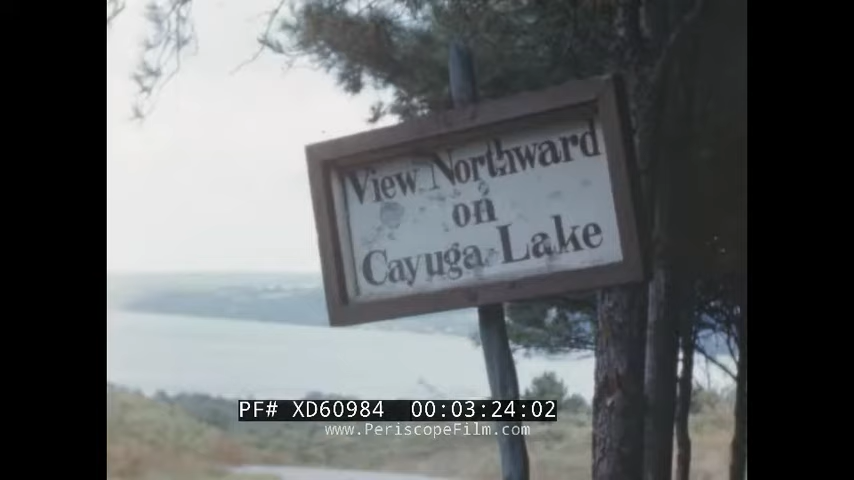 View Northward
on
Cayuga Lake
PF# XD60984 00:03:24:02
www.PeriscopeFilm.com